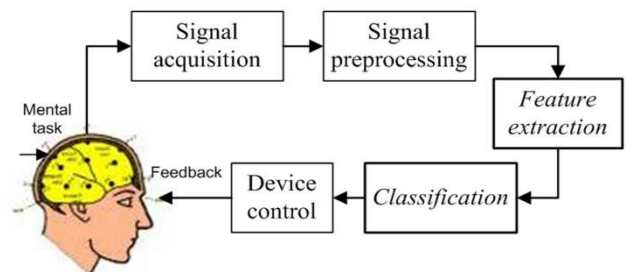 Signal
acquisition
Signal
preprocessing
Feature
extraction
Mental
task
Feedback
Device
control
Classification